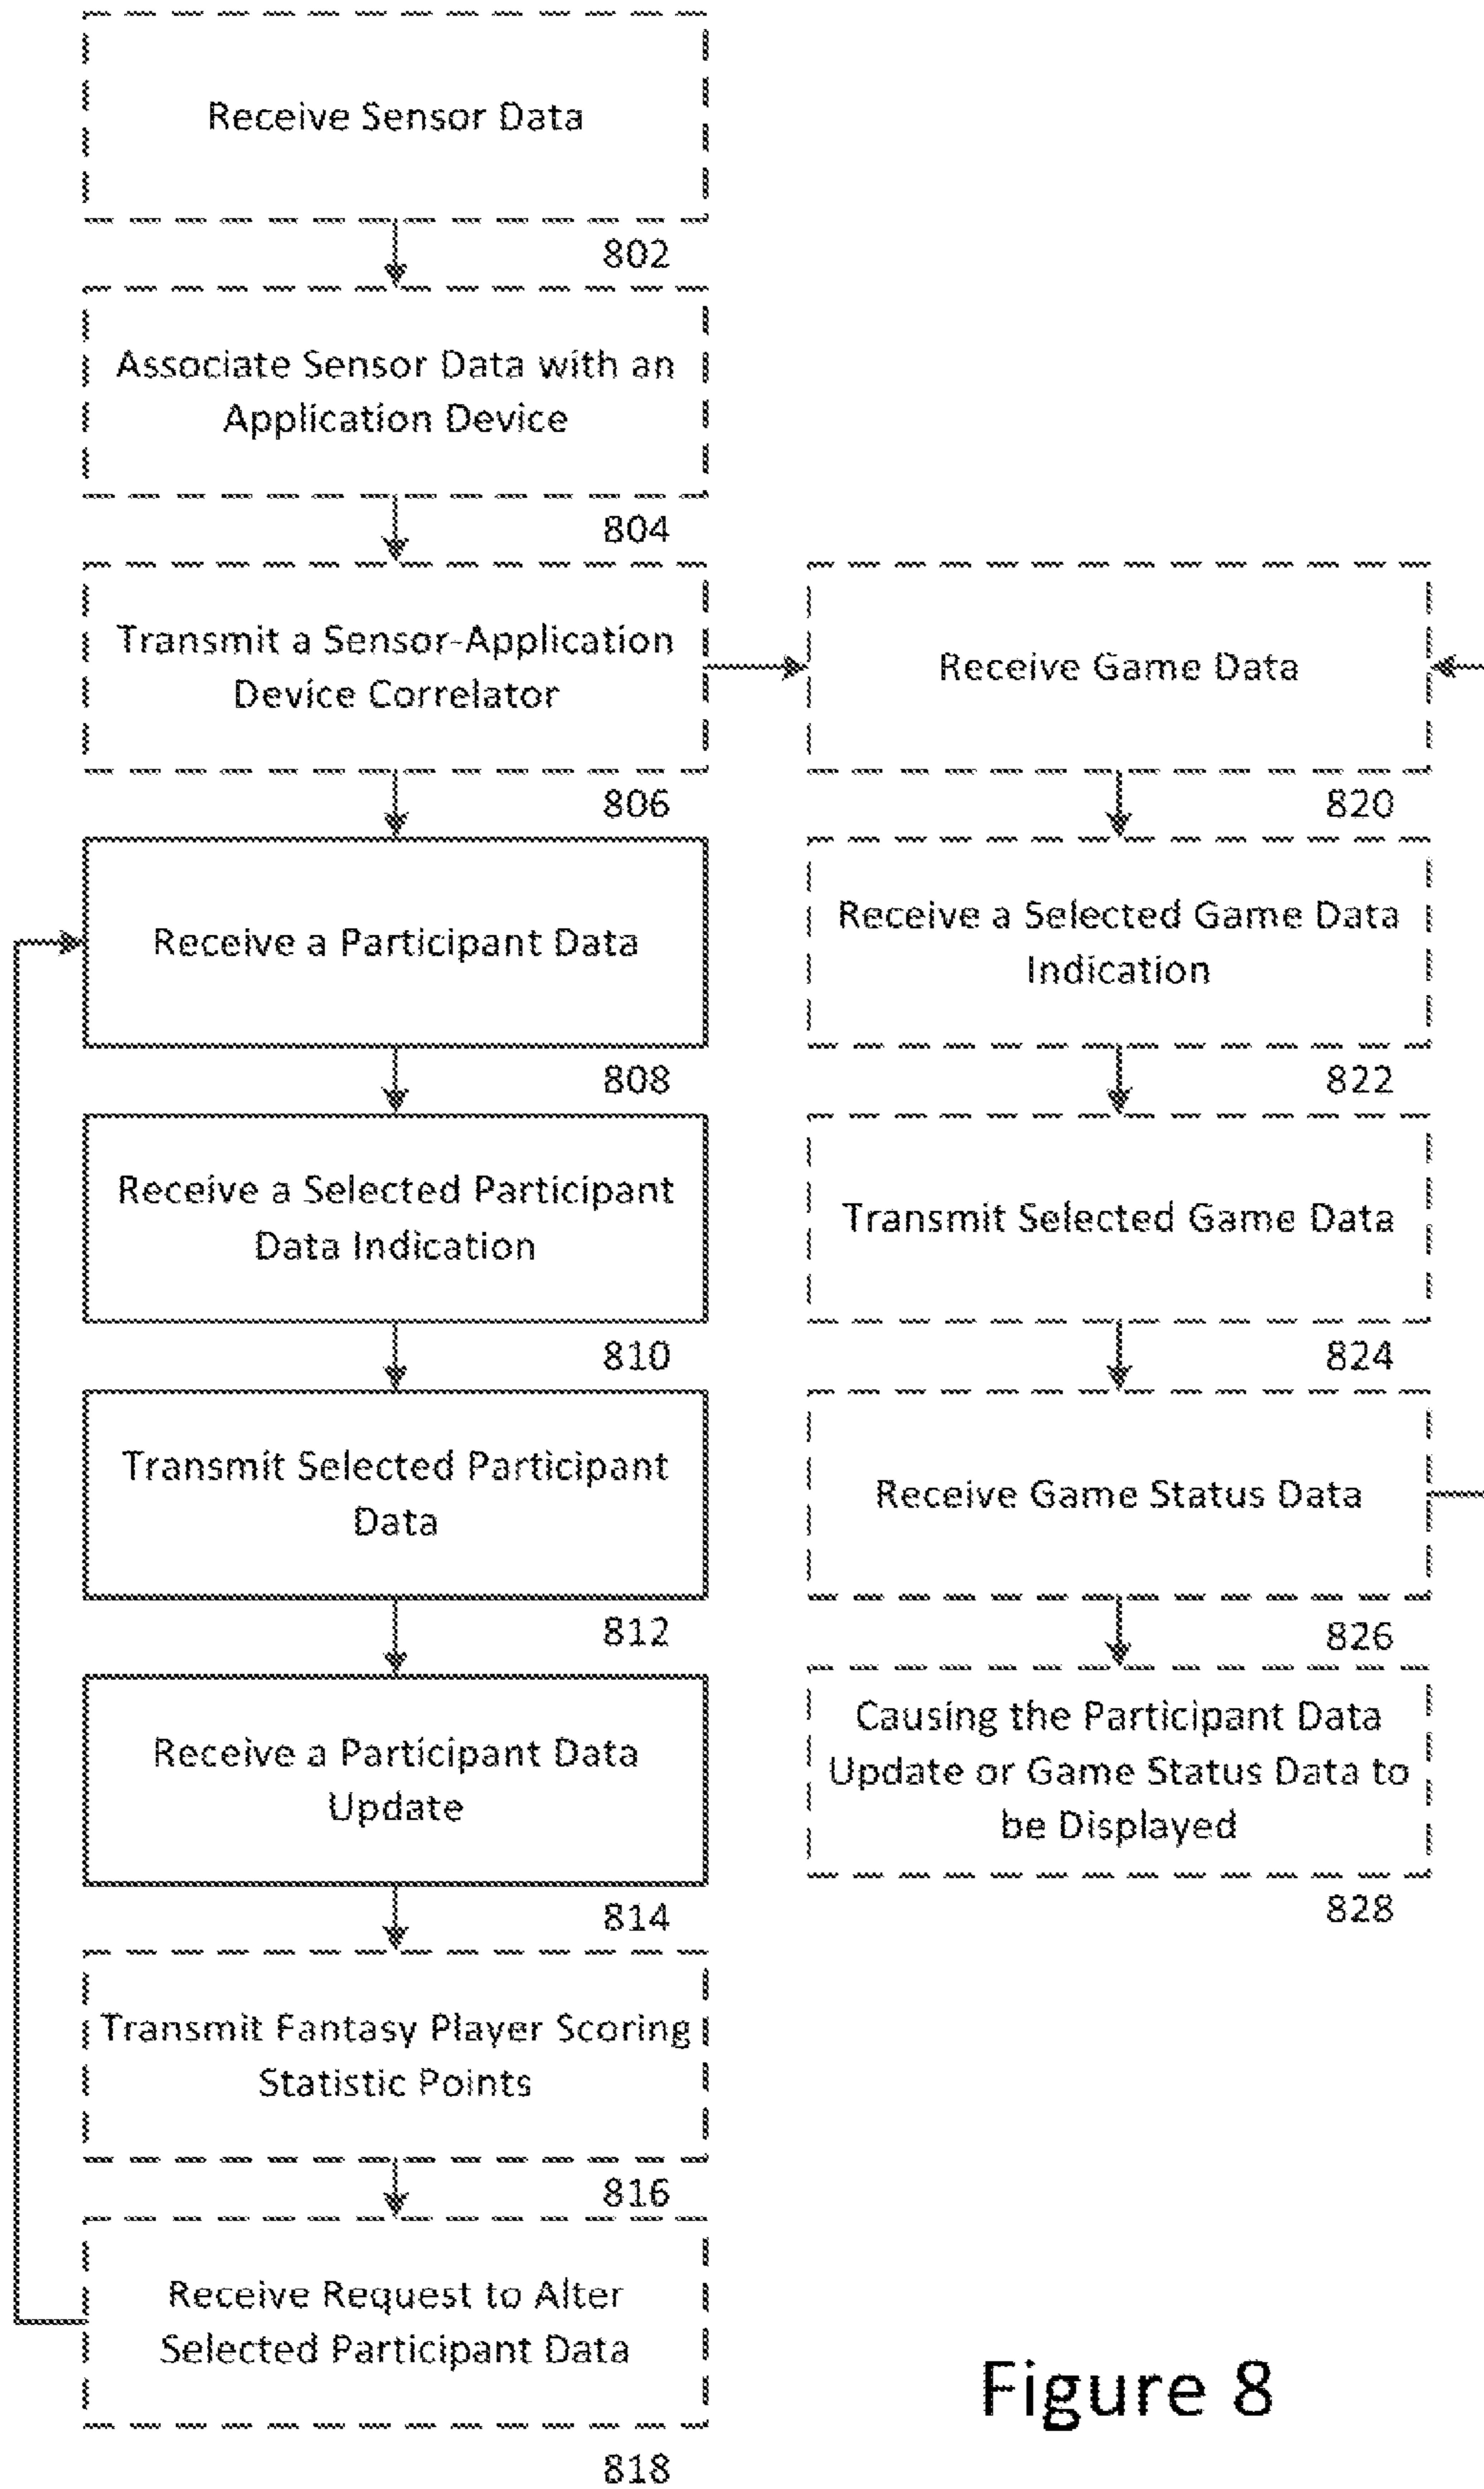 Receive Sensor Data
802
Associate Sensor Data with an
Application Device
804
Transmit a Sensor-Application
Device Correlator
806
Receive a Participant Data
808
Receive a Selected Participant
Data Indication
810
Transmit Selected Participant
Data
812
Receive a Participant Data
Update
814
Transmit Fantasy Player Scoring
Statistic Points
816
Receive Request to Alter
Selected Participant Data
818
Receive Game Data
820
Receive a Selected Game Data
Indication
822
Transmit Selected Game Data
824
Receive Game Status Data
826
Causing the Participant Data
Update or Game Status Data to
be Displayed
828
Figure 8